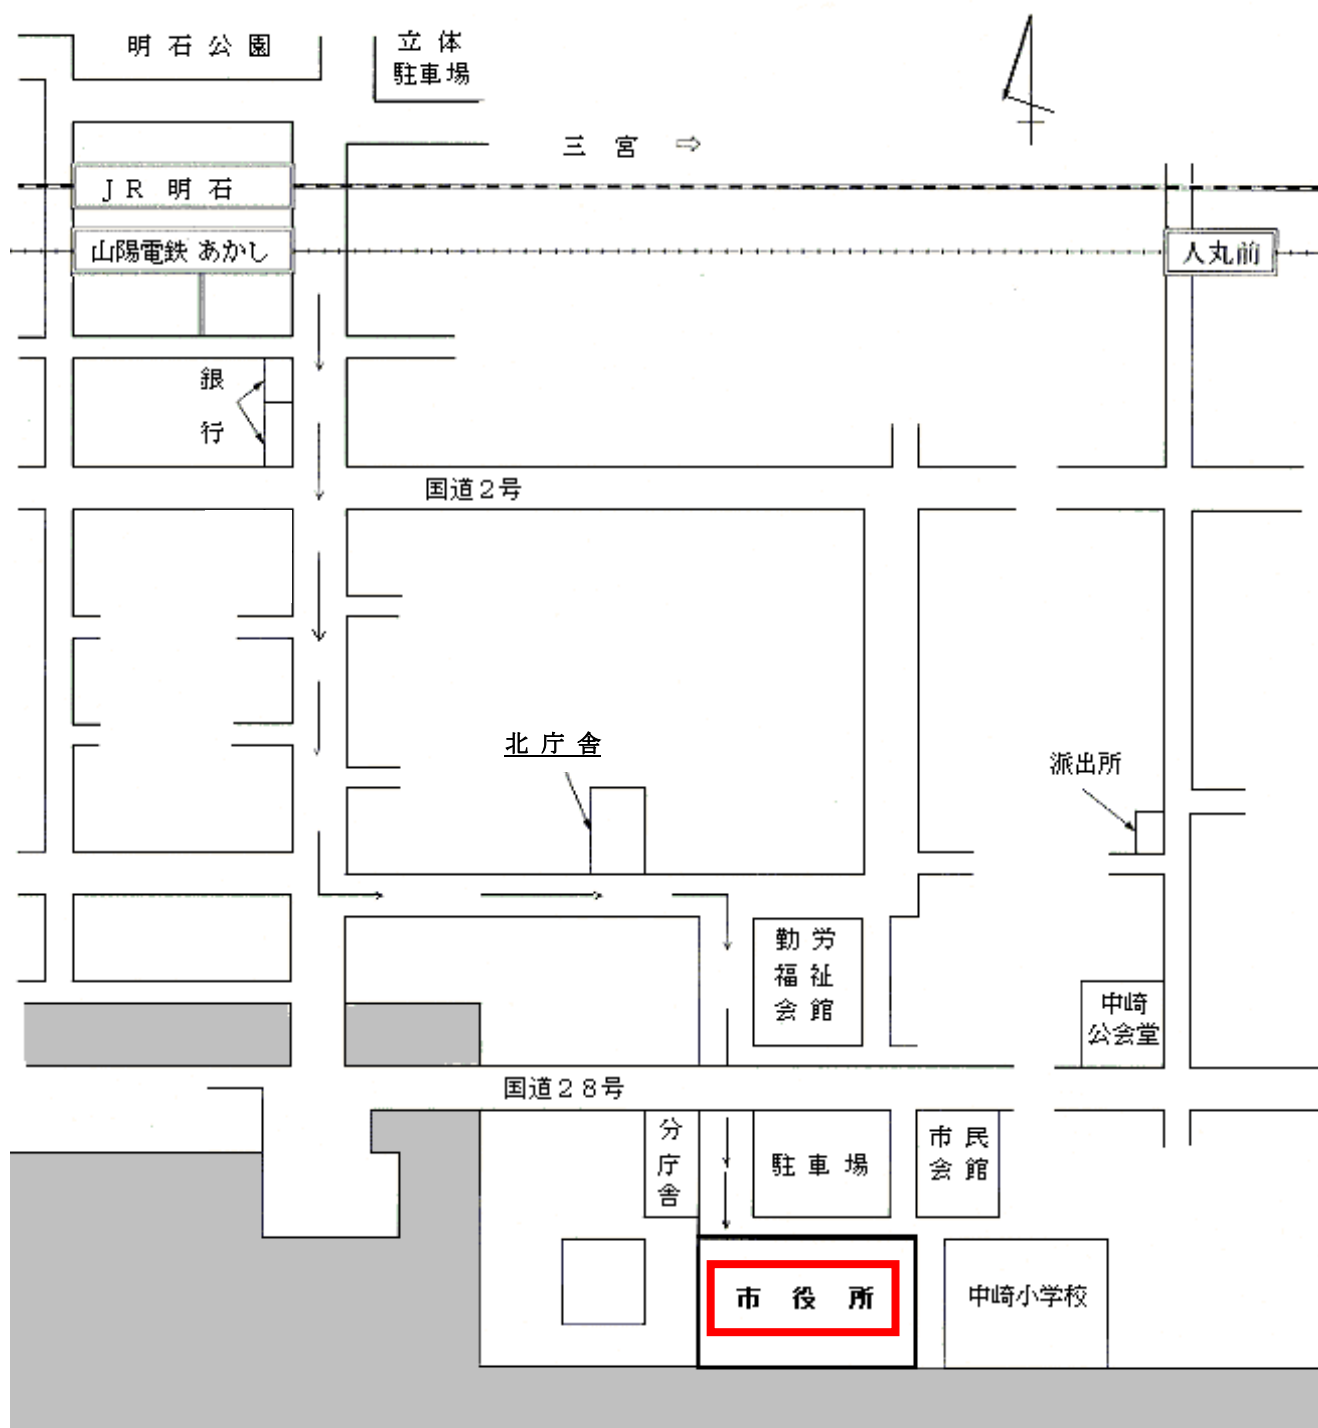 明石公園
立体
駐車場
三宮 ⇨
ＪＲ 明石
山陽電鉄 あかし
人丸前
銀
行
国道２号
北庁舎
派出所
勤労
福祉
会館
中崎
公会堂
国道２８号
分
庁
舎
駐車場
市民
会館
市役所
中崎小学校